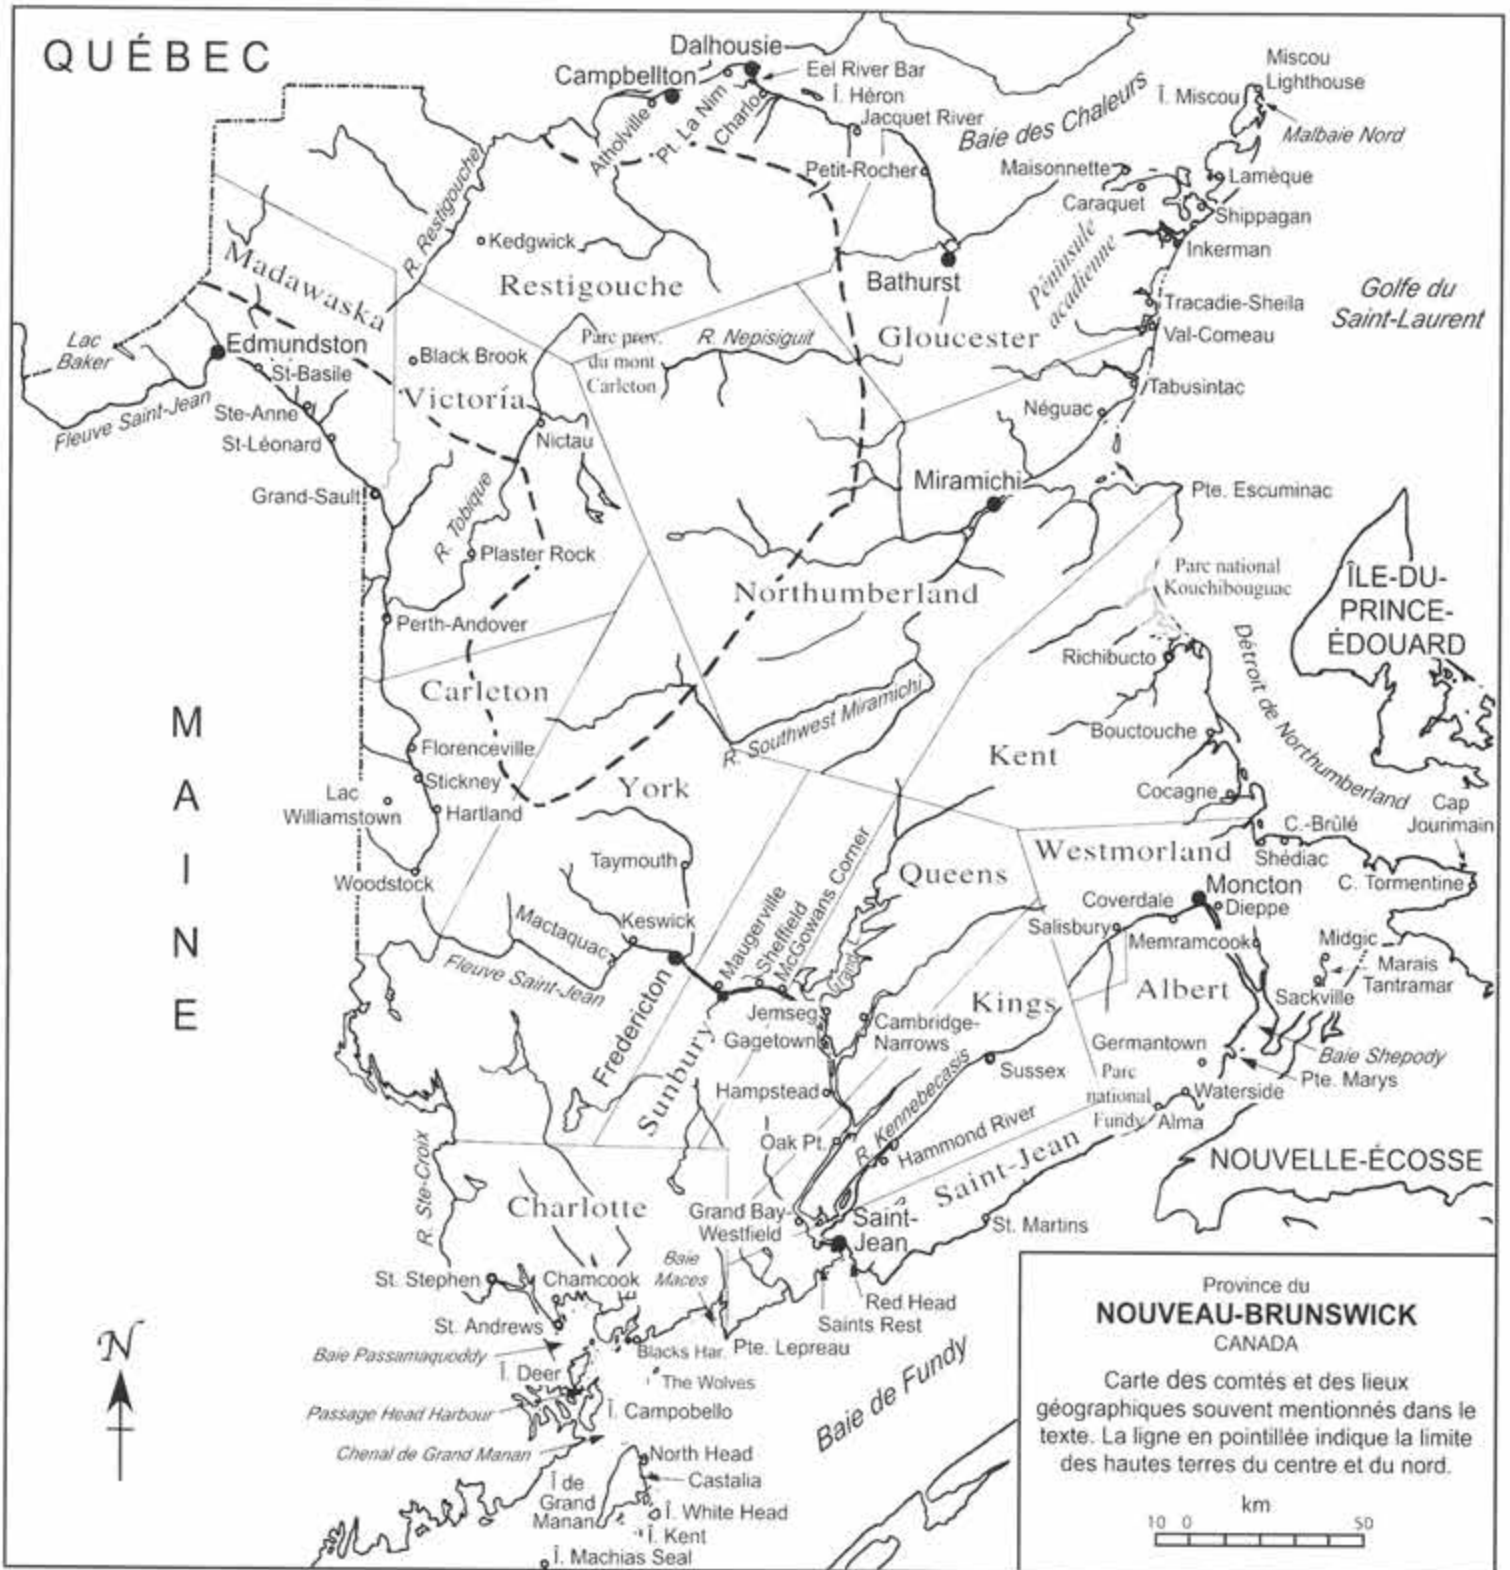 QUÉBEC
Dalhousie
Campbellton
Eel River Bar
Î. Héron
Miscou
Lighthouse
Î. Miscou
Malbaie Nord
Atholville
Pt. La Nim
Charlo
Jacquet River
Baie des Chaleurs
Petit-Rocher
Maisonnette
Lamèque
Caraquet
Shippagan
R. Restigouche
Kedgwick
Inkerman
Madawaska
Restigouche
Bathurst
Péninsule
acadienne
Tracadie-Sheila
Golfe du
Saint-Laurent
Lac
Baker
Edmundston
Parc prov.
du mont
Carleton
R. Nepisiguit
Gloucester
Val-Comeau
Black Brook
St-Basile
Tabusintac
Fleuve Saint-Jean
Ste-Anne
Victoria
Néguac
St-Léonard
Nictau
Grand-Sault
Miramichi
Pte. Escuminac
R. Tobique
Plaster Rock
Parc national
Kouchibouguac
ÎLE-DU-
PRINCE-
ÉDOUARD
Northumberland
Perth-Andover
Richibucto
Détroit de Northumberland
Carleton
R. Southwest Miramichi
MAINE
Florenceville
Bouctouche
Kent
Stickney
Lac
Williamstown
York
Hartland
Cocagne
Cap
Jourimain
C.-Brûlé
Taymouth
Westmorland
Shédiac
Woodstock
Queens
Moncton
C. Tormentine
Maugerville
Sheffield
McGowans Corner
Coverdale
Dieppe
Mactaquac
Keswick
Salisbury
Memramcook
Midgic
Fleuve Saint-Jean
Grand L.
Marais
Tantramar
Albert
Sackville
Kings
Fredericton
Jemseg
Cambridge-
Narrows
Gagetown
Germantown
Baie Shepody
Sunbury
Sussex
Parc
national
Fundy
Pte. Marys
Hampstead
Waterside
R. Kennebecasis
Alma
Oak Pt.
Hammond River
R. Ste-Croix
Saint-Jean
NOUVELLE-ÉCOSSE
Charlotte
Grand Bay-
Westfield
Saint-
Jean
St. Martins
Baie
Maces
St. Stephen
Chamcook
Red Head
Saints Rest
St. Andrews
N
Baie Passamaquoddy
Blacks Har.
Pte. Lepreau
Î. Deer
The Wolves
Passage Head Harbour
Î. Campobello
Baie de Fundy
Chenal de Grand Manan
North Head
Castalia
Î de
Grand
Manan
Î. White Head
Î. Kent
Î. Machias Seal
Province du
NOUVEAU-BRUNSWICK
CANADA
Carte des comtés et des lieux
géographiques souvent mentionnés dans le
texte. La ligne en pointillée indique la limite
des hautes terres du centre et du nord.
km
10 0 50